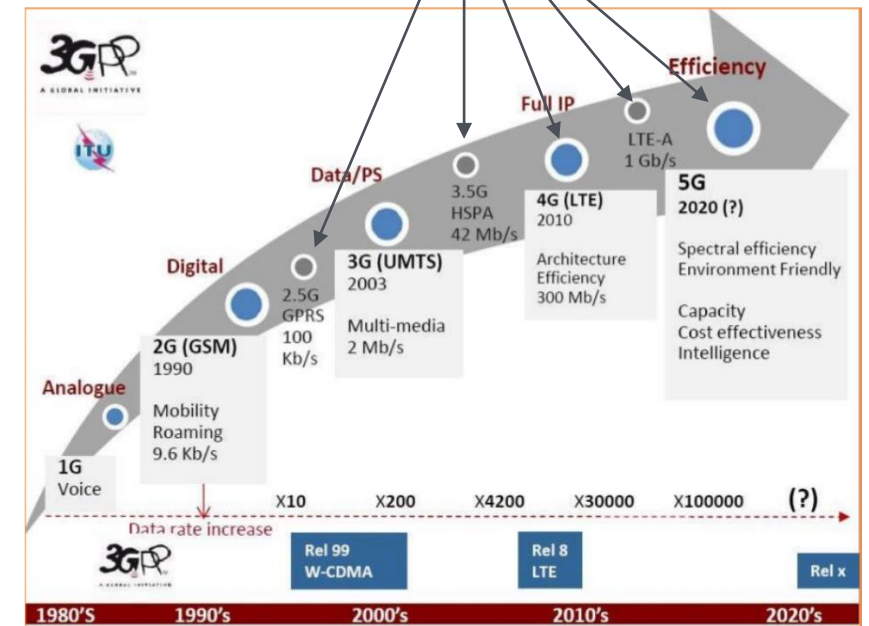 3GPP
A GLOBAL INITIATIVE
ITU
Efficiency
Full IP
Data/PS
Digital
Analogue
1G
Voice
2G (GSM)
1990
Mobility
Roaming
9.6 Kb/s
2.5G
GPRS
100
Kb/s
3G (UMTS)
2003
Multi-media
2 Mb/s
3.5G
HSPA
42 Mb/s
4G (LTE)
2010
Architecture
Efficiency
300 Mb/s
LTE-A
1 Gb/s
5G
2020 (?)
Spectral efficiency
Environment Friendly
Capacity
Cost effectiveness
Intelligence
X10 X200 X4200 X30000 X100000 (?)
Data rate increase
3GPP
A GLOBAL INITIATIVE
Rel 99
W-CDMA
Rel 8
LTE
Rel x
1980'S 1990's 2000's 2010's 2020's